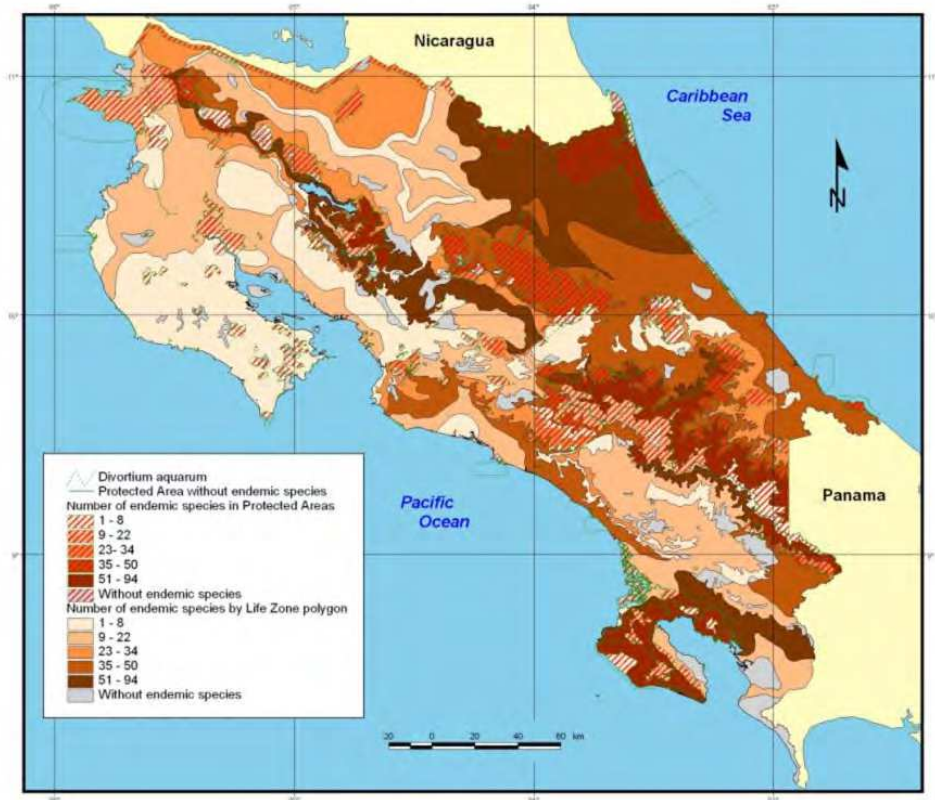 Nicaragua
Caribbean
Sea
N
Panama
Pacific
Ocean
Divortium aquarum
Protected Area without endemic species
Number of endemic species in Protected Areas
1 - 8
9 - 22
23- 34
35 - 50
51 - 94
Without endemic species
Number of endemic species by Life Zone polygon
1 - 8
9 - 22
23 - 34
35 - 50
51 - 94
Without endemic species
20 0 20 40 60 km